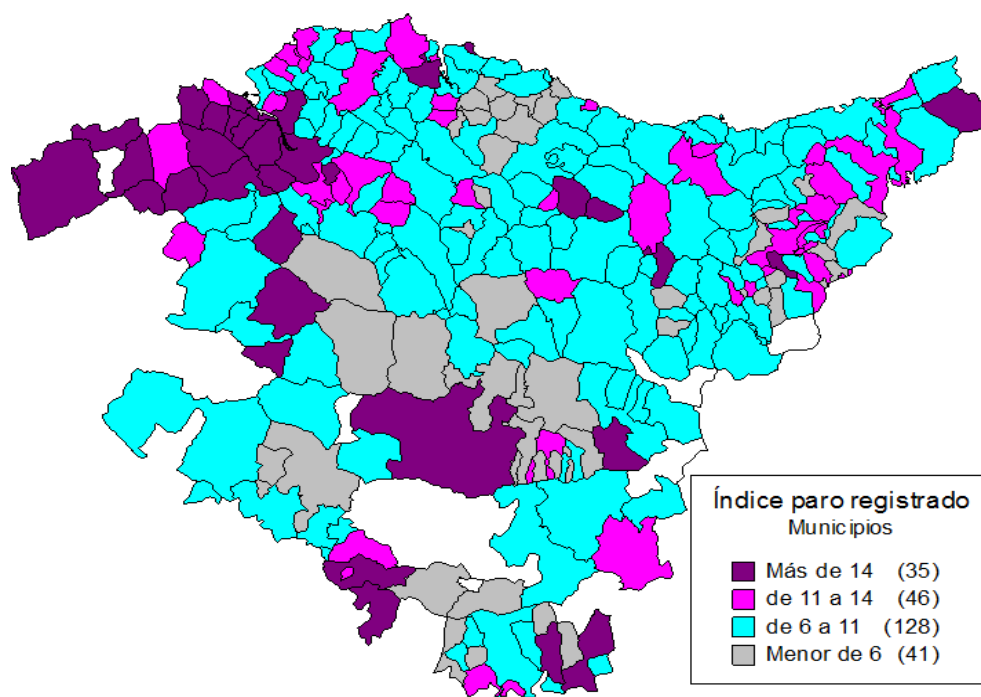 Índice paro registrado
Municipios
Más de 14 (35)
de 11 a 14 (46)
de 6 a 11 (128)
Menor de 6 (41)